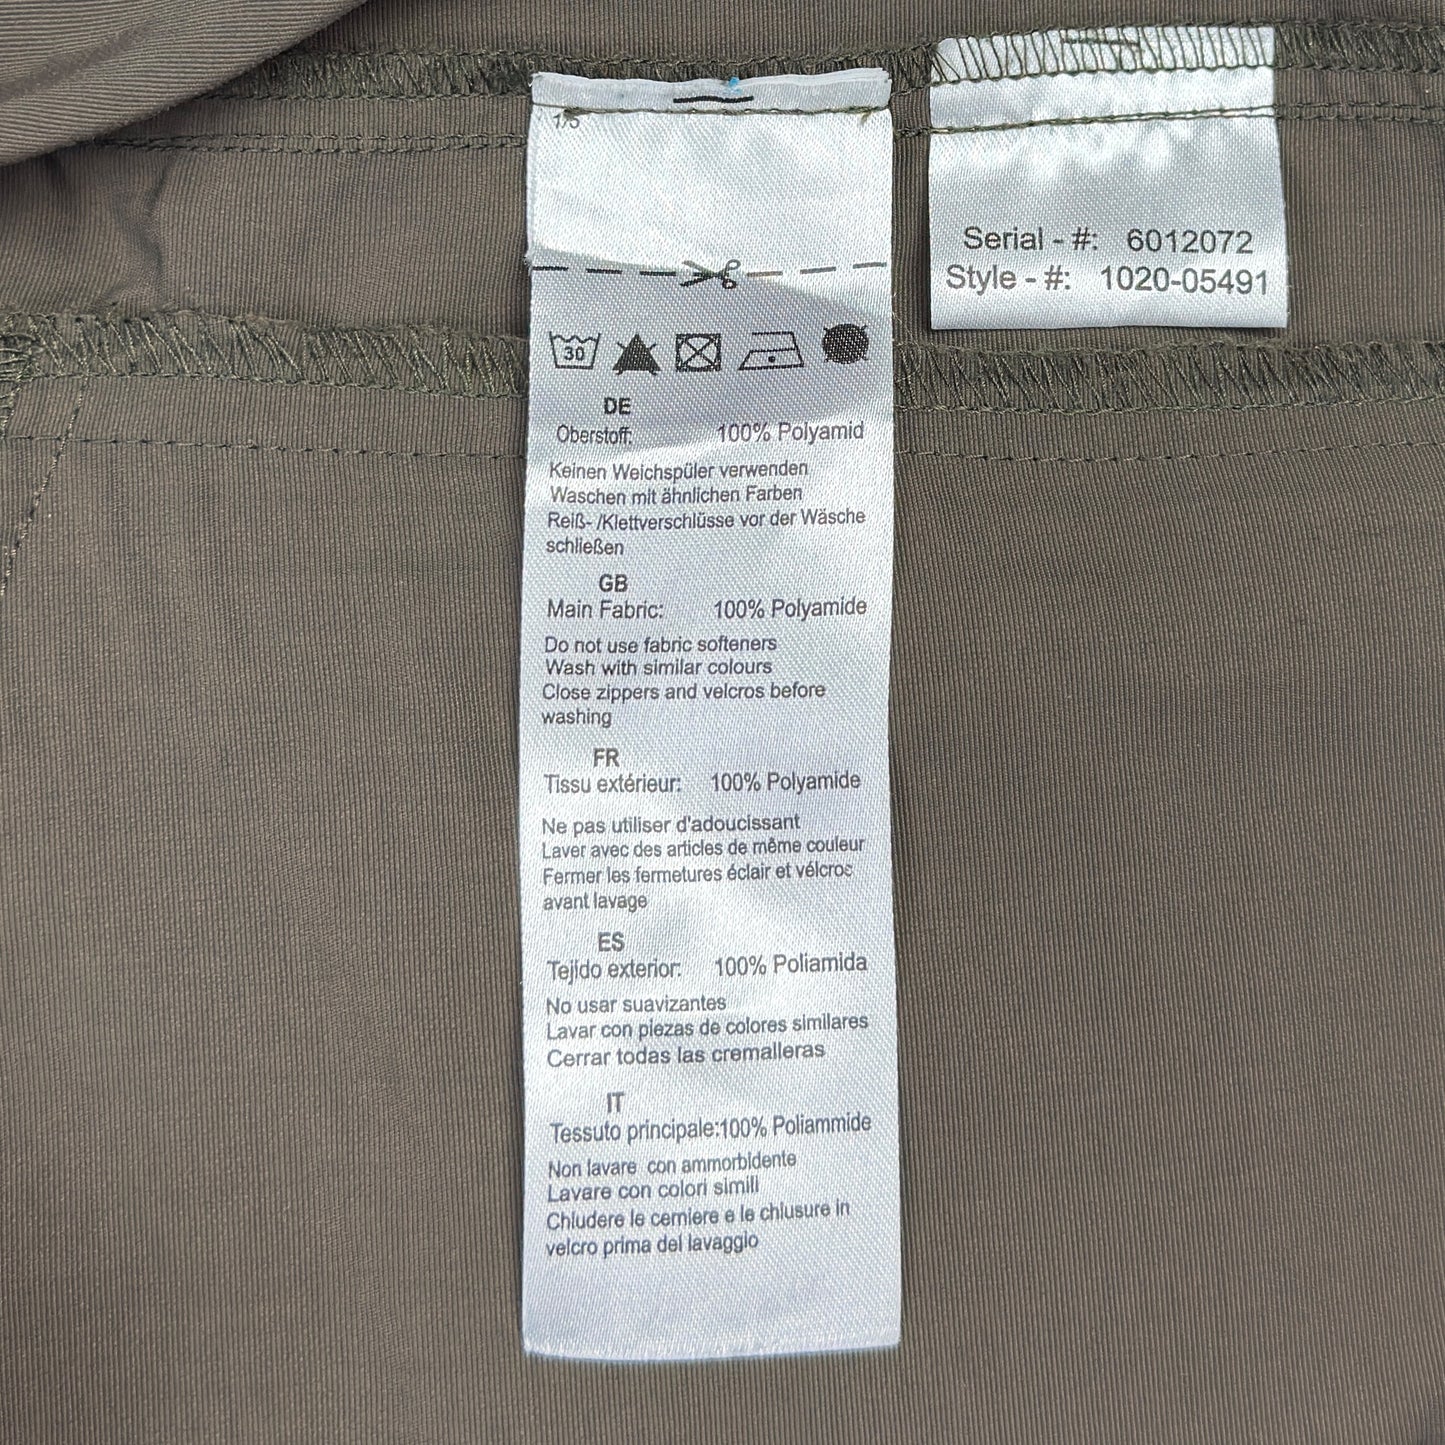 1/5
Serial - #: 6012072
Style - #: 1020-05491
30
DE
Oberstoff: 100% Polyamid
Keinen Weichspüler verwenden
Waschen mit ähnlichen Farben
Reiß- /Klettverschlüsse vor der Wäsche
schließen
GB
Main Fabric: 100% Polyamide
Do not use fabric softeners
Wash with similar colours
Close zippers and velcros before
washing
FR
Tissu extérieur: 100% Polyamide
Ne pas utiliser d'adoucissant
Laver avec des articles de même couleur
Fermer les fermetures éclair et vélcros
avant lavage
ES
Tejido exterior: 100% Poliamida
No usar suavizantes
Lavar con piezas de colores similares
Cerrar todas las cremalleras
IT
Tessuto principale:100% Poliammide
Non lavare con ammorbidente
Lavare con colori simili
Chiudere le cerniere e le chiusure in
velcro prima del lavaggio